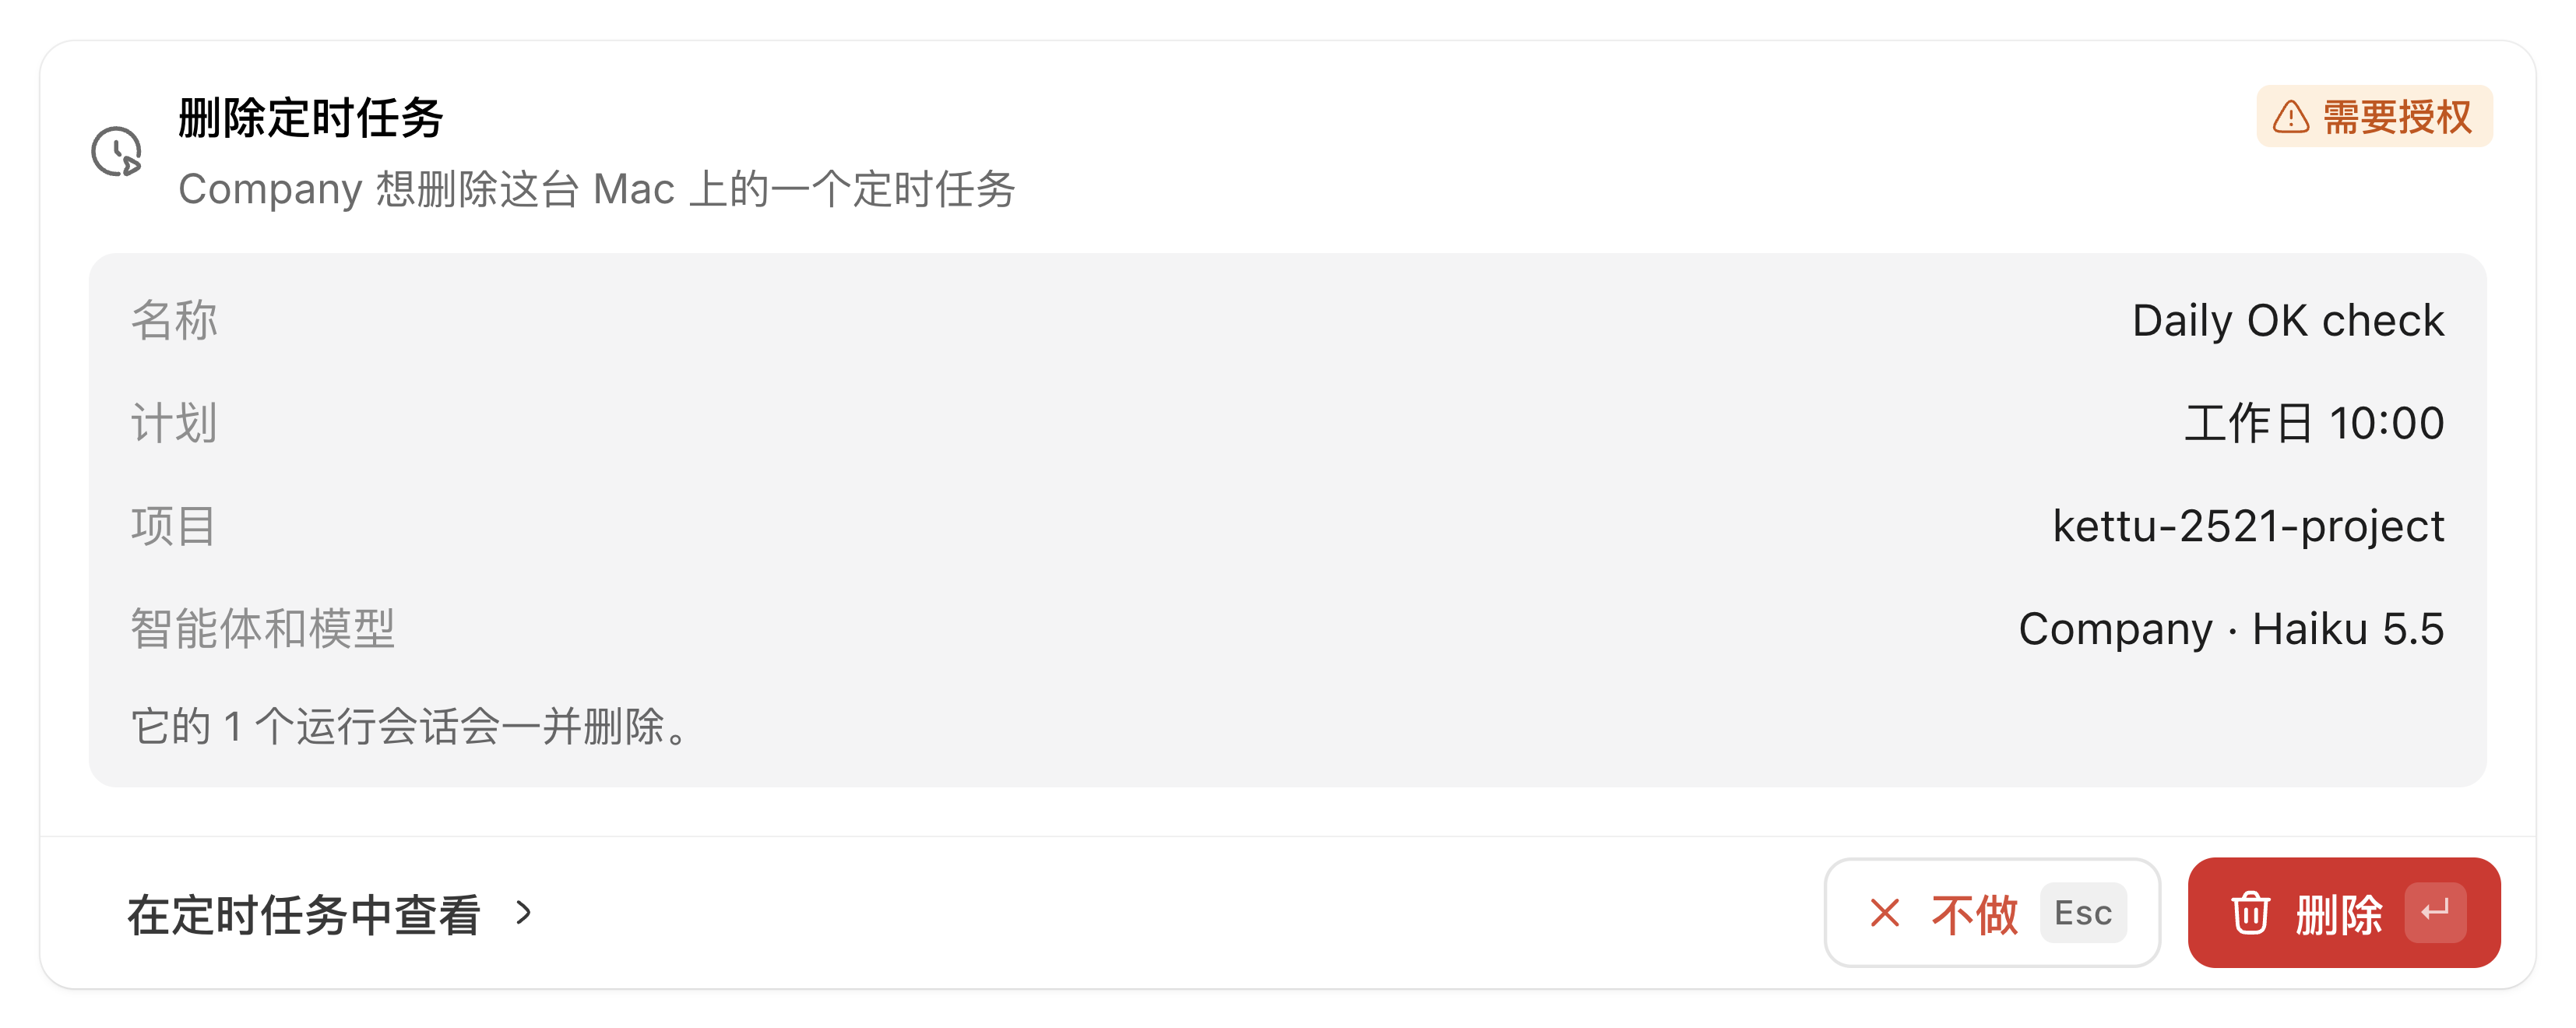 删除定时任务
需要授权
Company 想删除这台 Mac 上的一个定时任务
名称 Daily OK check
计划 工作日 10:00
项目 kettu-2521-project
智能体和模型 Company · Haiku 5.5
它的 1 个运行会话会一并删除。
在定时任务中查看
不做 Esc
删除